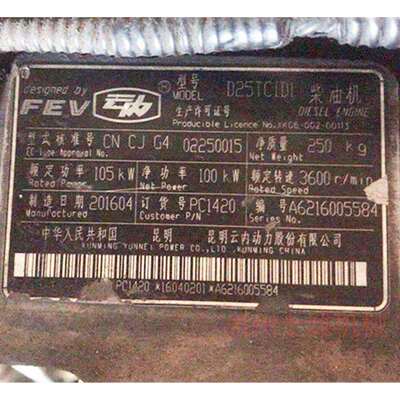 designed by FEV
型号 MODEL D25TCID1 柴油机 DIESEL ENGINE
生产许可证号
Producible Licence No.XK06-002-00113
型式核准号 CN CJ G4 02250015 净质量 250 kg
EC Type Approval No. Net Weight
额定功率 105 kW 净功率 100 kW 额定转速 3600 r/min
Rated Power Net Power Rated Speed
制造日期 201604 订货号 PC1420 编号 A6216005584
Manufactured Customer P/N Series No.
中华人民共和国 昆明 昆明云内动力股份有限公司
KUNMING YUNNEI POWER CO.,LTD .KUNMING CHINA
PC1420 *16040201*A6216005584